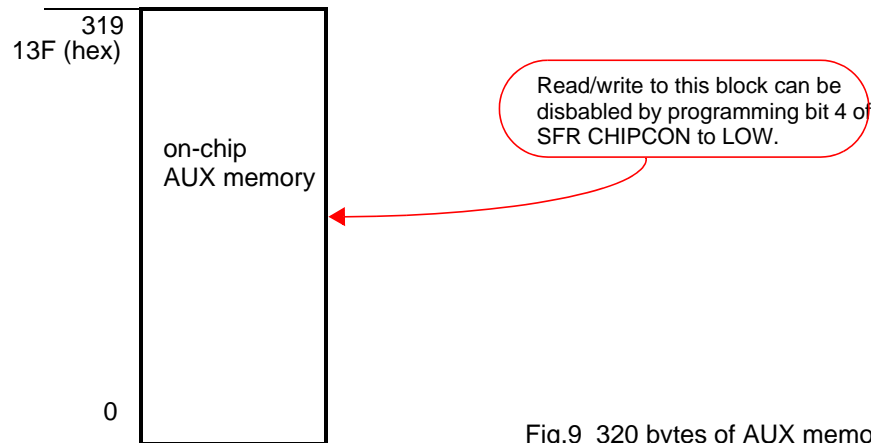 319
13F (hex)
Read/write to this block can be
disbabled by programming bit 4 of
SFR CHIPCON to LOW.
on-chip
AUX memory
0
Fig.9 320 bytes of AUX memo